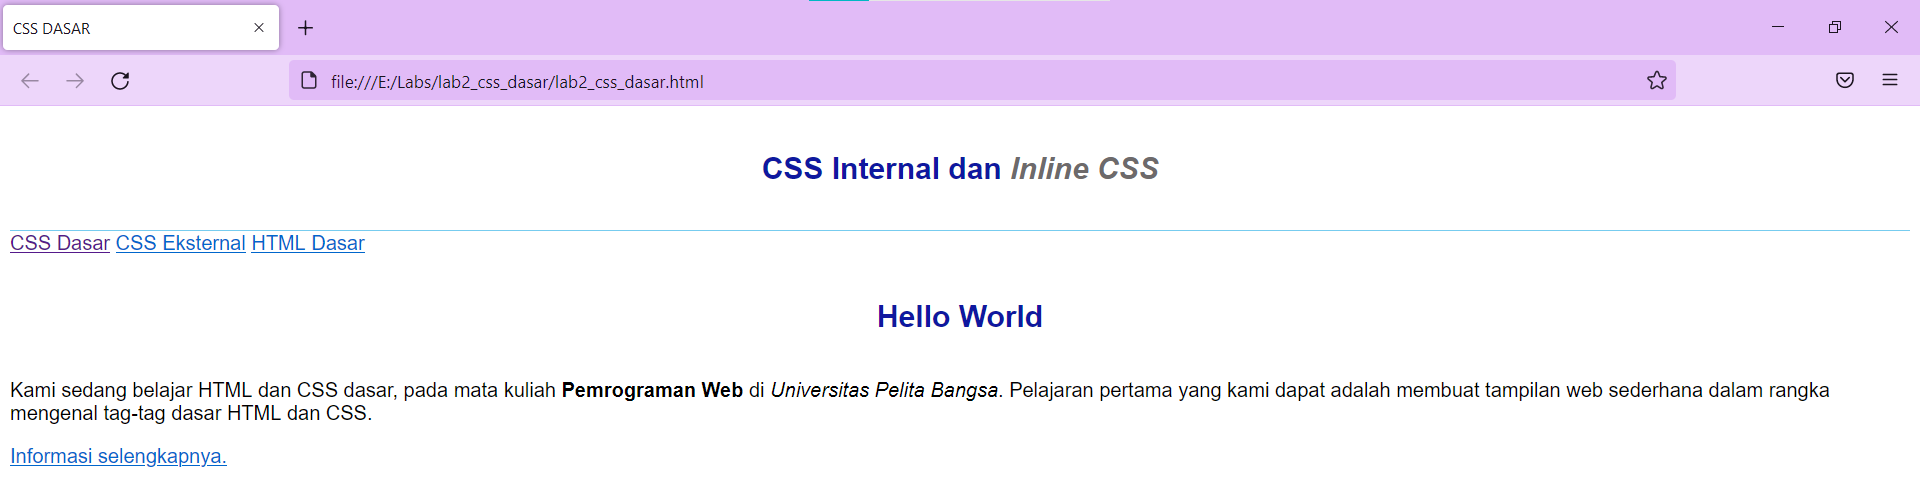 CSS DASAR
file:///E:/Labs/lab2_css_dasar/lab2_css_dasar.html
CSS Internal dan Inline CSS
CSS Dasar CSS Eksternal HTML Dasar
Hello World
Kami sedang belajar HTML dan CSS dasar, pada mata kuliah Pemrograman Web di Universitas Pelita Bangsa. Pelajaran pertama yang kami dapat adalah membuat tampilan web sederhana dalam rangka
mengenal tag-tag dasar HTML dan CSS.
Informasi selengkapnya.